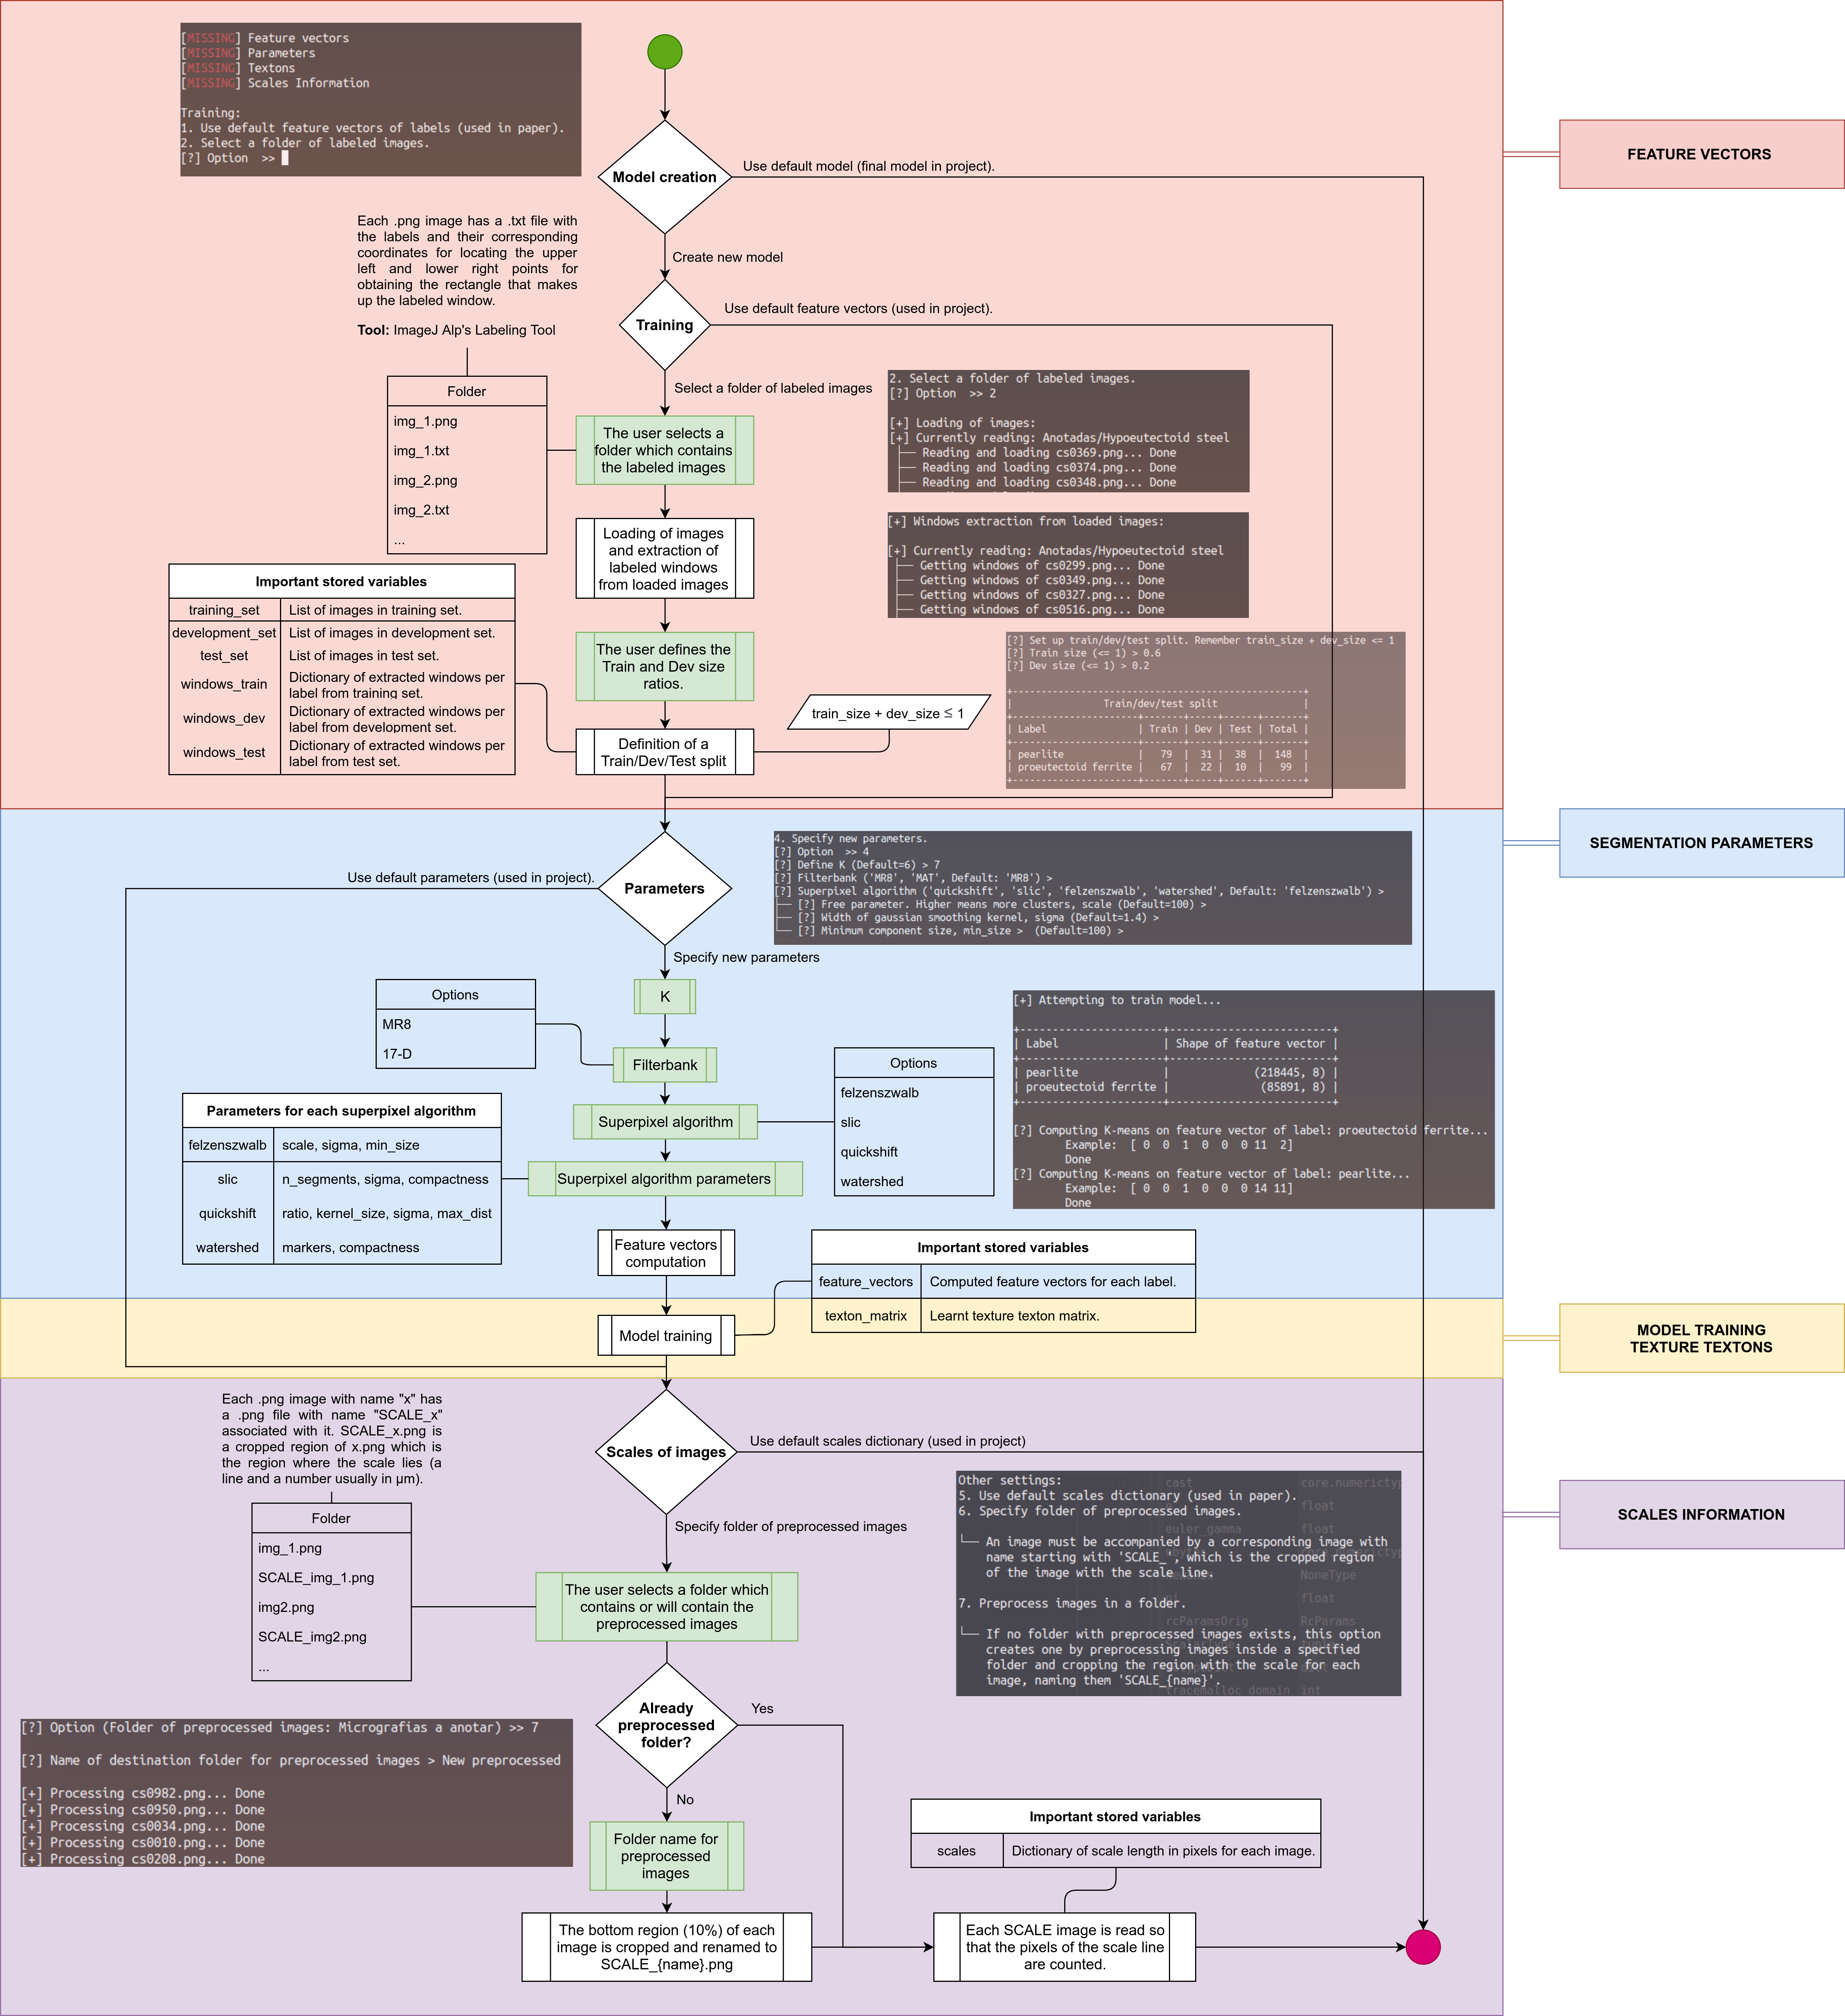 [MISSING] Feature vectors
[MISSING] Parameters
[MISSING] Textons
[MISSING] Scales Information
Training:
1. Use default feature vectors of labels (used in paper).
2. Select a folder of labeled images.
[?] Option >>
Model creation
Use default model (final model in project).
FEATURE VECTORS
Create new model
Each .png image has a .txt file with
the labels and their corresponding
coordinates for locating the upper
left and lower right points for
obtaining the rectangle that makes
up the labeled window.
Tool: ImageJ Alp's Labeling Tool
Training
Use default feature vectors (used in project).
Select a folder of labeled images
Folder
img_1.png
img_1.txt
img_2.png
img_2.txt
...
The user selects a
folder which contains
the labeled images
2. Select a folder of labeled images.
[?] Option >> 2
[+] Loading of images:
[+] Currently reading: Anotadas/Hypoeutectoid steel
├── Reading and loading cs0369.png... Done
├── Reading and loading cs0374.png... Done
├── Reading and loading cs0348.png... Done
Loading of images
and extraction of
labeled windows
from loaded images
[+] Windows extraction from loaded images:
[+] Currently reading: Anotadas/Hypoeutectoid steel
├── Getting windows of cs0299.png... Done
├── Getting windows of cs0349.png... Done
├── Getting windows of cs0327.png... Done
├── Getting windows of cs0516.png... Done
Important stored variables
training_set List of images in training set.
development_set List of images in development set.
test_set List of images in test set.
windows_train Dictionary of extracted windows per
label from training set.
windows_dev Dictionary of extracted windows per
label from development set.
windows_test Dictionary of extracted windows per
label from test set.
The user defines the
Train and Dev size
ratios.
train_size + dev_size ≤ 1
Definition of a
Train/Dev/Test split
[?] Set up train/dev/test split. Remember train_size + dev_size <= 1
[?] Train size (<= 1) > 0.6
[?] Dev size (<= 1) > 0.2
+-------------------------------------------------+
| Train/dev/test split |
+---------------------+-------+-----+------+-------+
| Label | Train | Dev | Test | Total |
+---------------------+-------+-----+------+-------+
| pearlite | 79 | 31 | 38 | 148 |
| proeutectoid ferrite | 67 | 22 | 10 | 99 |
+---------------------+-------+-----+------+-------+
SEGMENTATION PARAMETERS
Parameters
Use default parameters (used in project).
4. Specify new parameters.
[?] Option >> 4
[?] Define K (Default=6) > 7
[?] Filterbank ('MR8', 'MAT', Default: 'MR8') >
[?] Superpixel algorithm ('quickshift', 'slic', 'felzenszwalb', 'watershed', Default: 'felzenszwalb') >
├── [?] Free parameter. Higher means more clusters, scale (Default=100) >
├── [?] Width of gaussian smoothing kernel, sigma (Default=1.4) >
└── [?] Minimum component size, min_size > (Default=100) >
Specify new parameters
K
Options
MR8
17-D
Filterbank
Options
felzenszwalb
slic
quickshift
watershed
Superpixel algorithm
Superpixel algorithm parameters
Parameters for each superpixel algorithm
felzenszwalb scale, sigma, min_size
slic n_segments, sigma, compactness
quickshift ratio, kernel_size, sigma, max_dist
watershed markers, compactness
[+] Attempting to train model...
+----------------------+-------------------------+
| Label | Shape of feature vector |
+----------------------+-------------------------+
| pearlite | (218445, 8) |
| proeutectoid ferrite | (85891, 8) |
+----------------------+-------------------------+
[?] Computing K-means on feature vector of label: proeutectoid ferrite...
Example: [ 0 0 1 0 0 0 11 2]
Done
[?] Computing K-means on feature vector of label: pearlite...
Example: [ 0 0 1 0 0 0 14 11]
Done
Feature vectors
computation
Important stored variables
feature_vectors Computed feature vectors for each label.
texton_matrix Learnt texture texton matrix.
Model training
MODEL TRAINING
TEXTURE TEXTONS
Each .png image with name "x" has
a .png file with name "SCALE_x"
associated with it. SCALE_x.png is
a cropped region of x.png which is
the region where the scale lies (a
line and a number usually in µm).
Scales of images
Use default scales dictionary (used in project)
SCALES INFORMATION
Specify folder of preprocessed images
Folder
img_1.png
SCALE_img_1.png
img2.png
SCALE_img2.png
...
The user selects a folder which
contains or will contain the
preprocessed images
Other settings:
5. Use default scales dictionary (used in paper).
6. Specify folder of preprocessed images.
└── An image must be accompanied by a corresponding image with
name starting with 'SCALE_', which is the cropped region
of the image with the scale line.
7. Preprocess images in a folder.
└── If no folder with preprocessed images exists, this option
creates one by preprocessing images inside a specified
folder and cropping the region with the scale for each
image, naming them 'SCALE_{name}'.
Already
preprocessed
folder?
Yes
No
[?] Option (Folder of preprocessed images: Micrografías a anotar) >> 7
[?] Name of destination folder for preprocessed images > New preprocessed
[+] Processing cs0982.png... Done
[+] Processing cs0950.png... Done
[+] Processing cs0034.png... Done
[+] Processing cs0010.png... Done
[+] Processing cs0208.png... Done
Folder name for
preprocessed
images
Important stored variables
scales Dictionary of scale length in pixels for each image.
The bottom region (10%) of each
image is cropped and renamed to
SCALE_{name}.png
Each SCALE image is read so
that the pixels of the scale line
are counted.